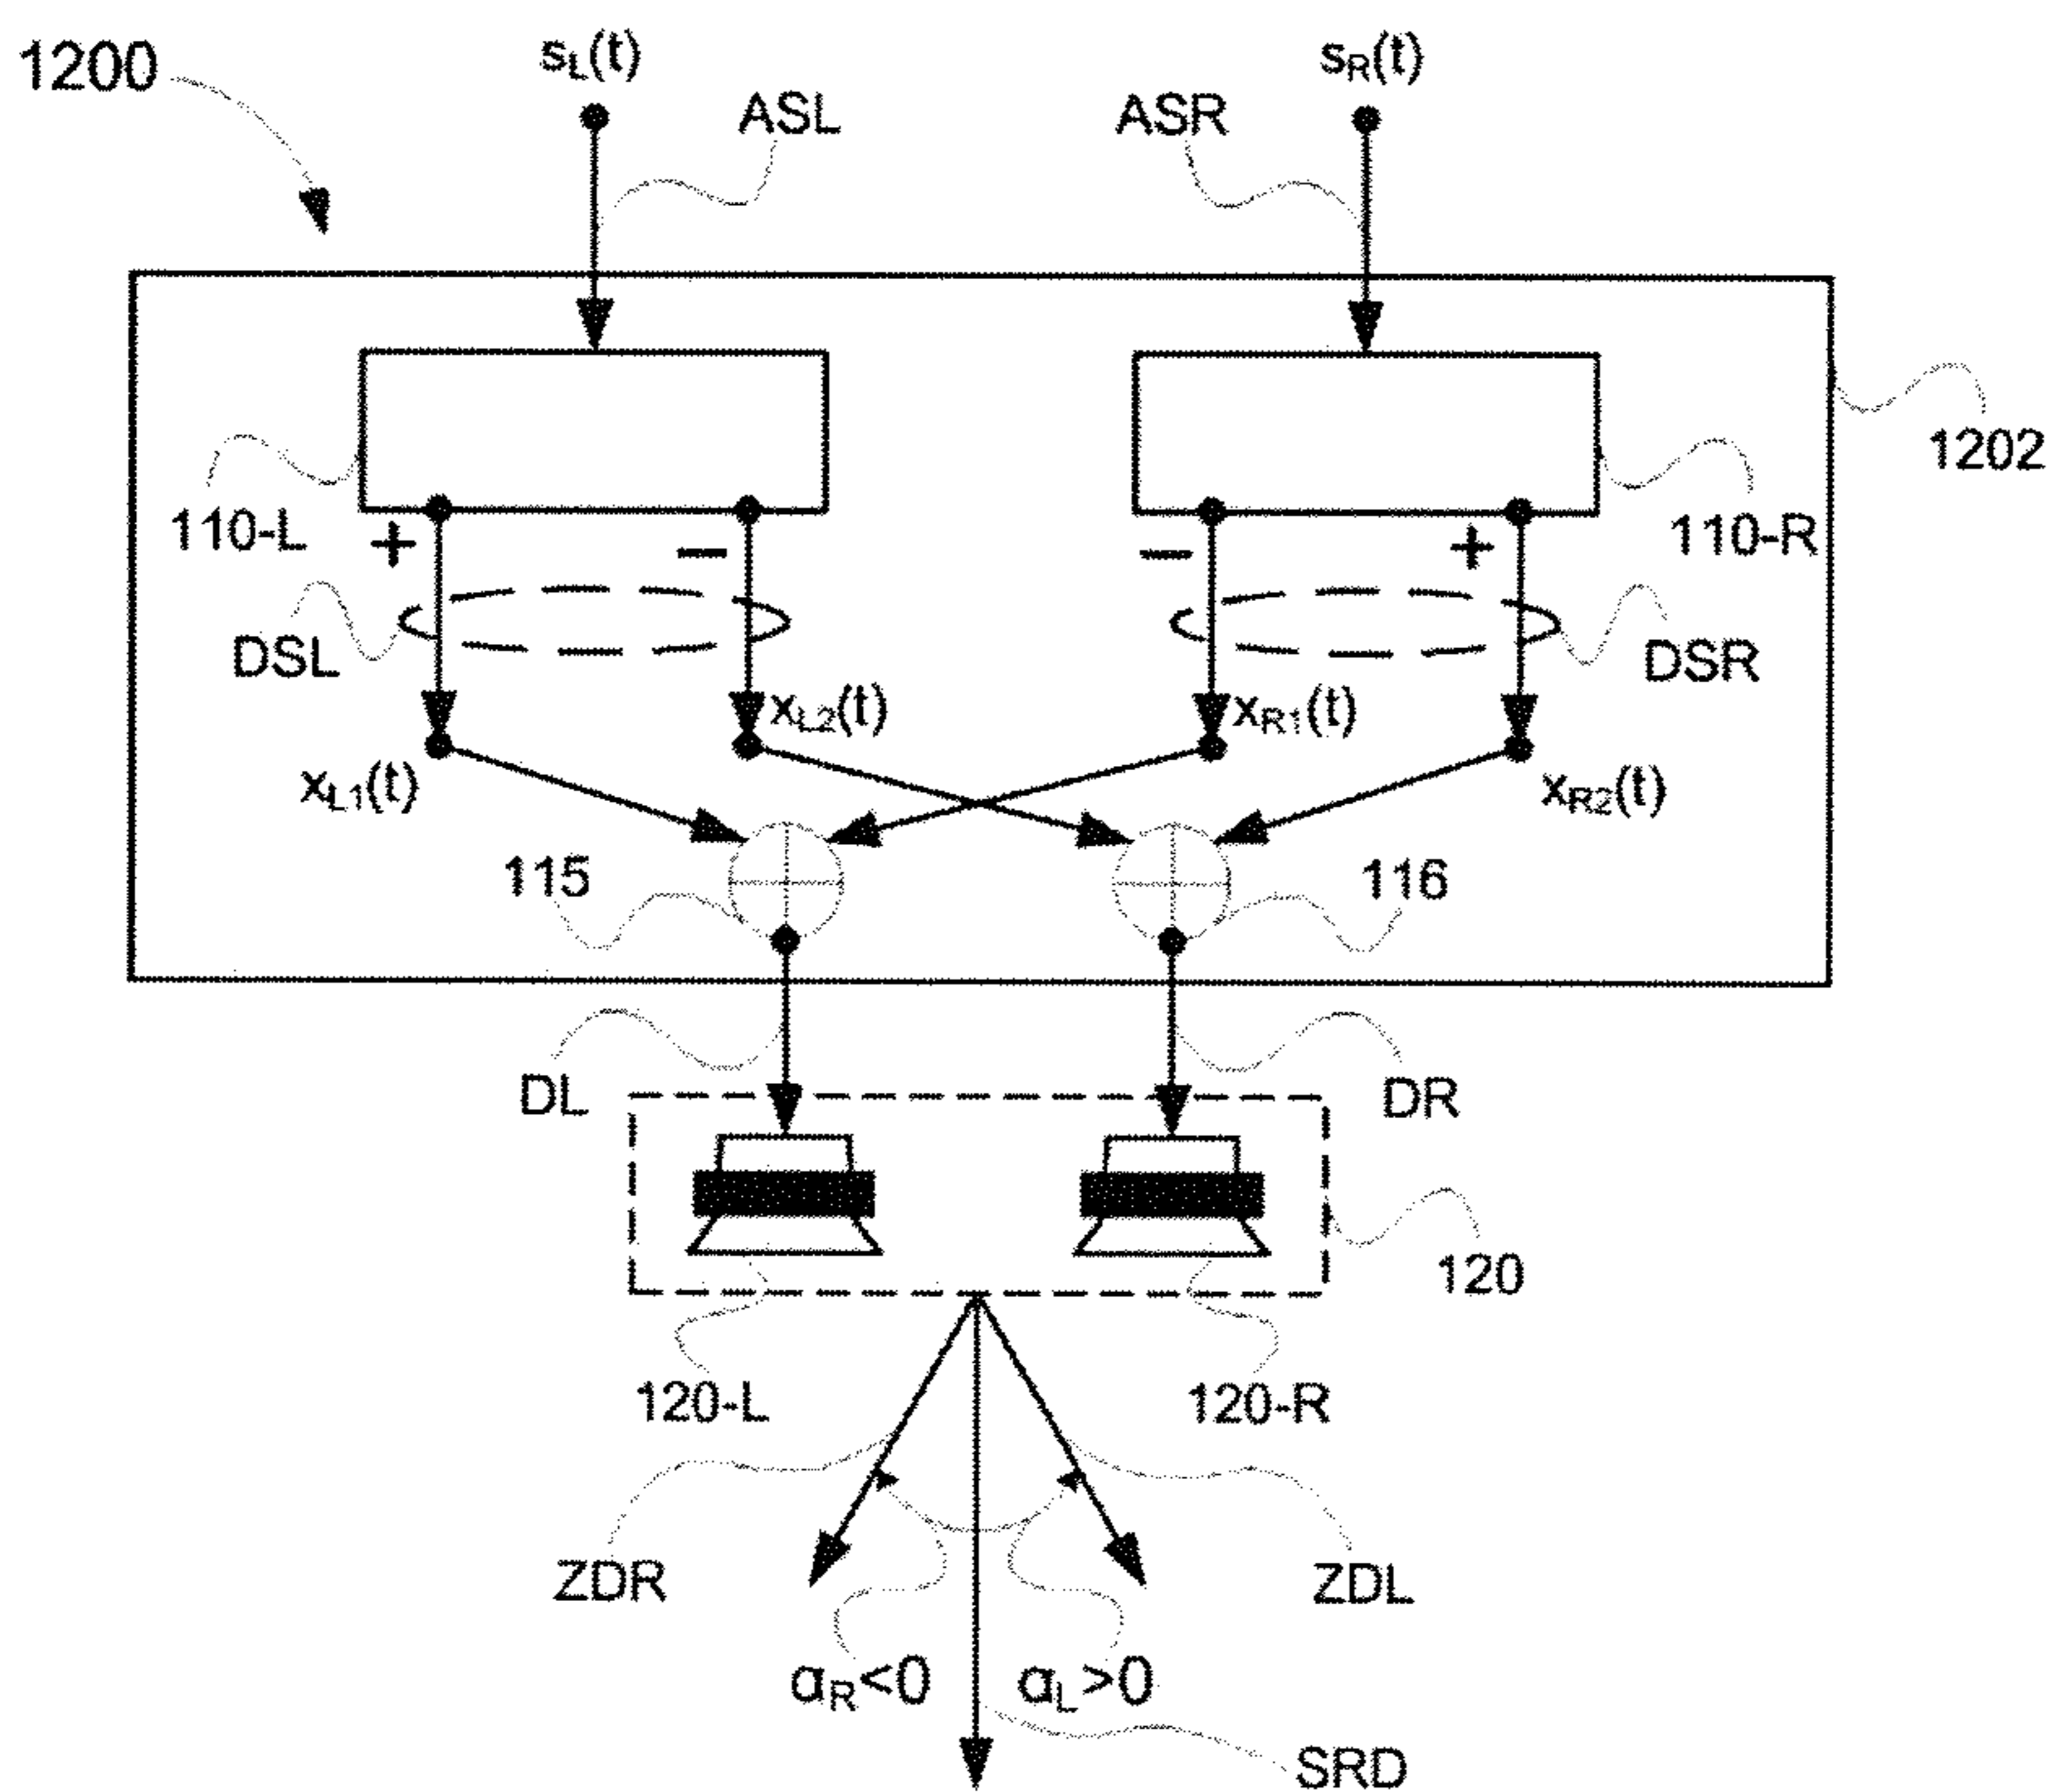 1200
sL(t)
sR(t)
ASL
ASR
1202
110-L
110-R
+
−
−
+
DSL
DSR
xL2(t)
xR1(t)
xL1(t)
xR2(t)
115
116
DL
DR
120
120-L
120-R
ZDR
ZDL
αR<0
αL>0
SRD